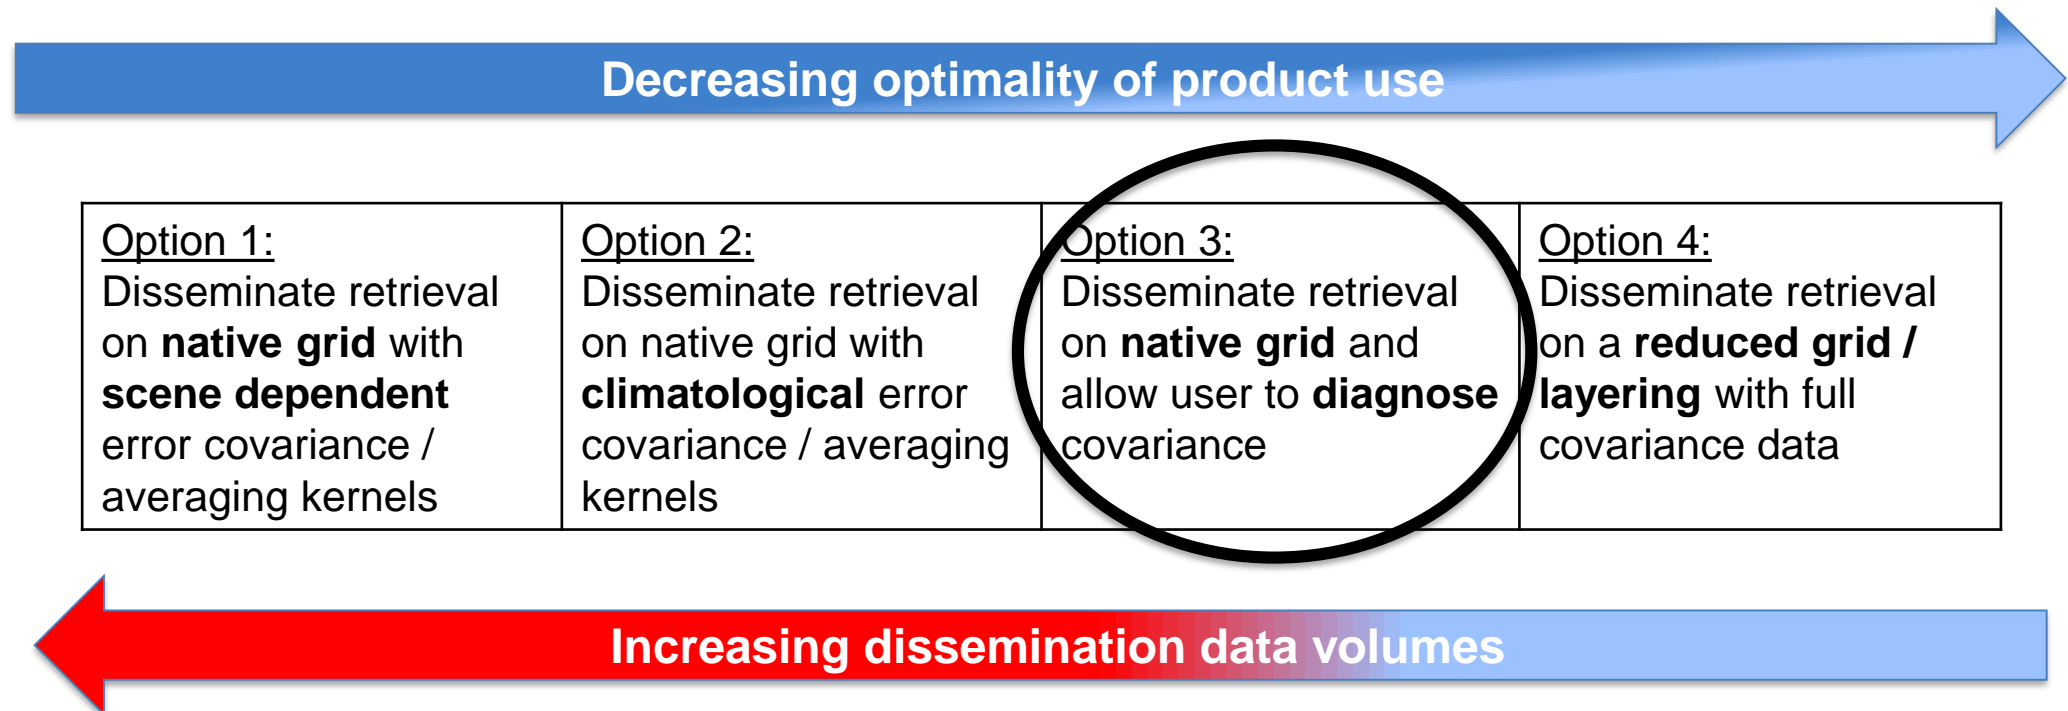 Decreasing optimality of product use
Option 1:
Disseminate retrieval
on native grid with
scene dependent
error covariance /
averaging kernels
Option 2:
Disseminate retrieval
on native grid with
climatological error
covariance / averaging
kernels
Option 3:
Disseminate retrieval
on native grid and
allow user to diagnose
covariance
Option 4:
Disseminate retrieval
on a reduced grid /
layering with full
covariance data
Increasing dissemination data volumes